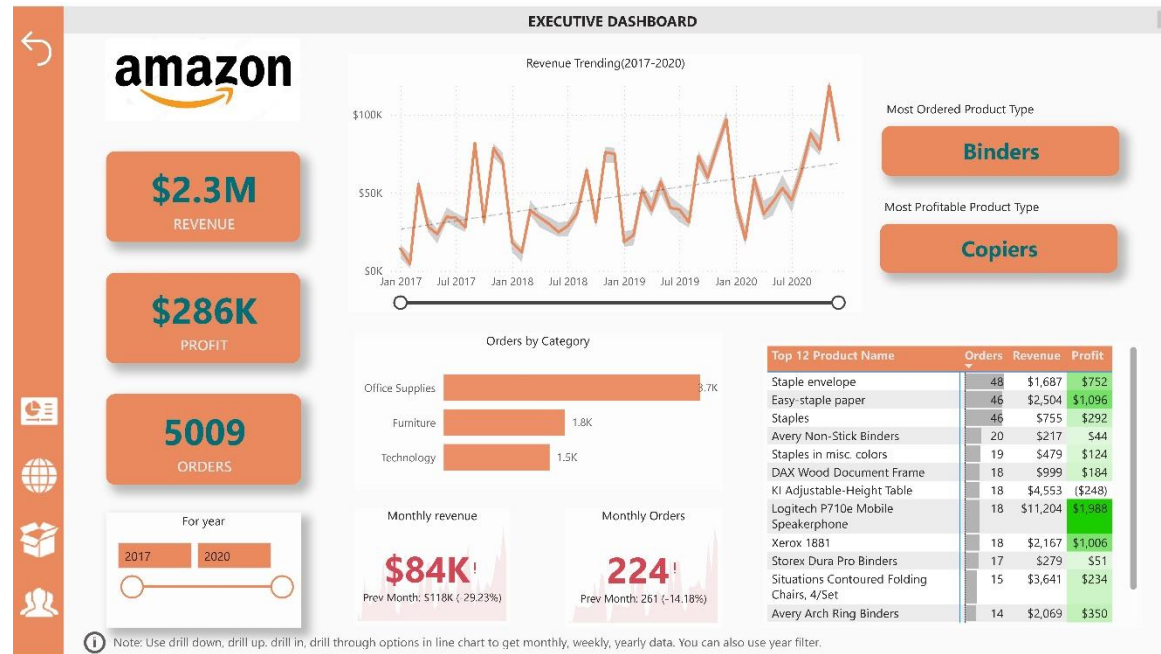 EXECUTIVE DASHBOARD
amazon
$2.3M
REVENUE
$286K
PROFIT
5009
ORDERS
For year
2017 2020
Revenue Trending(2017-2020)
$100K
$50K
$0K
Jan 2017 Jul 2017 Jan 2018 Jul 2018 Jan 2019 Jul 2019 Jan 2020 Jul 2020
Most Ordered Product Type
Binders
Most Profitable Product Type
Copiers
Orders by Category
Office Supplies 3.7K
Furniture 1.8K
Technology 1.5K
Monthly revenue
$84K!
Prev Month: $118K (-29.23%)
Monthly Orders
224!
Prev Month: 261 (-14.18%)
Top 12 Product Name Orders Revenue Profit
Staple envelope 48 $1,687 $752
Easy-staple paper 46 $2,504 $1,096
Staples 46 $755 $292
Avery Non-Stick Binders 20 $217 $44
Staples in misc. colors 19 $479 $124
DAX Wood Document Frame 18 $999 $184
KI Adjustable-Height Table 18 $4,553 ($248)
Logitech P710e Mobile 18 $11,204 $1,988
Speakerphone
Xerox 1881 18 $2,167 $1,006
Storex Dura Pro Binders 17 $279 $51
Situations Contoured Folding 15 $3,641 $234
Chairs, 4/Set
Avery Arch Ring Binders 14 $2,069 $350
Note: Use drill down, drill up. drill in, drill through options in line chart to get monthly, weekly, yearly data. You can also use year filter.